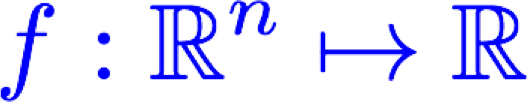 f : ℝⁿ ↦ ℝ